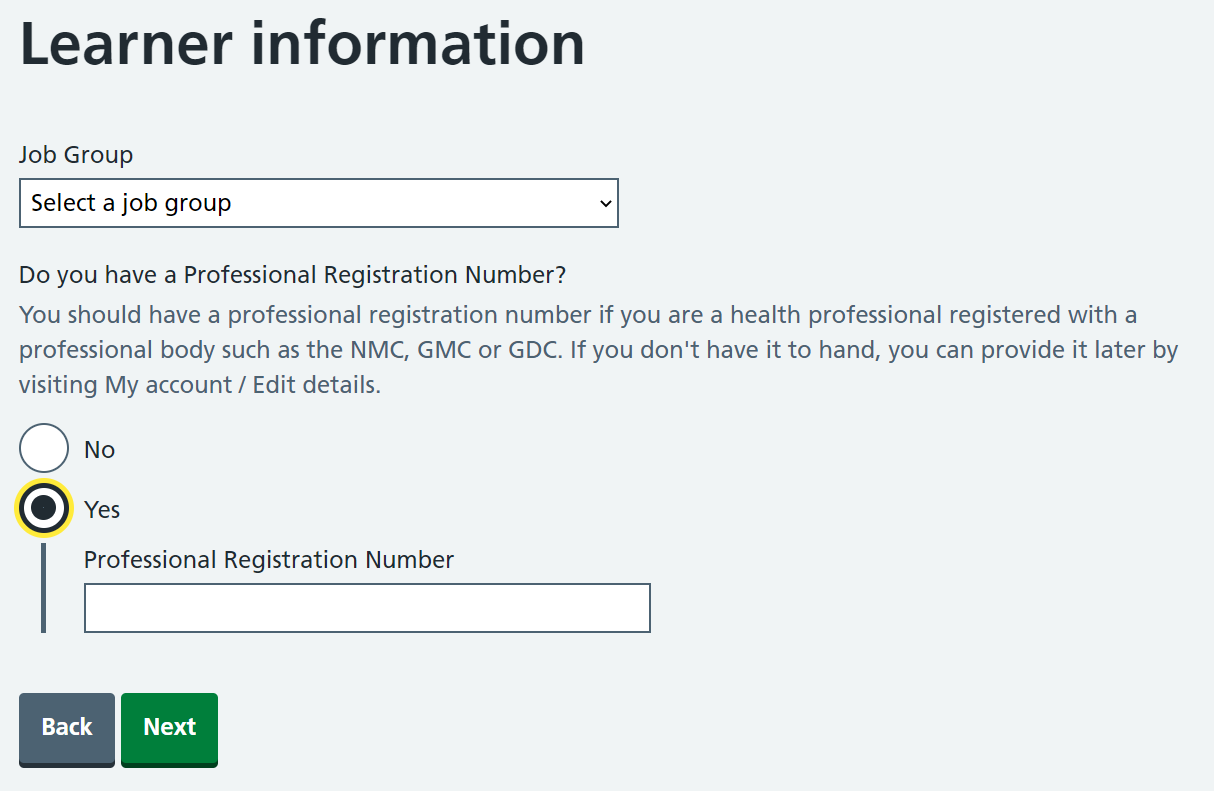 Learner information
Job Group
Select a job group
Do you have a Professional Registration Number?
You should have a professional registration number if you are a health professional registered with a
professional body such as the NMC, GMC or GDC. If you don't have it to hand, you can provide it later by
visiting My account / Edit details.
No
Yes
Professional Registration Number
Back Next